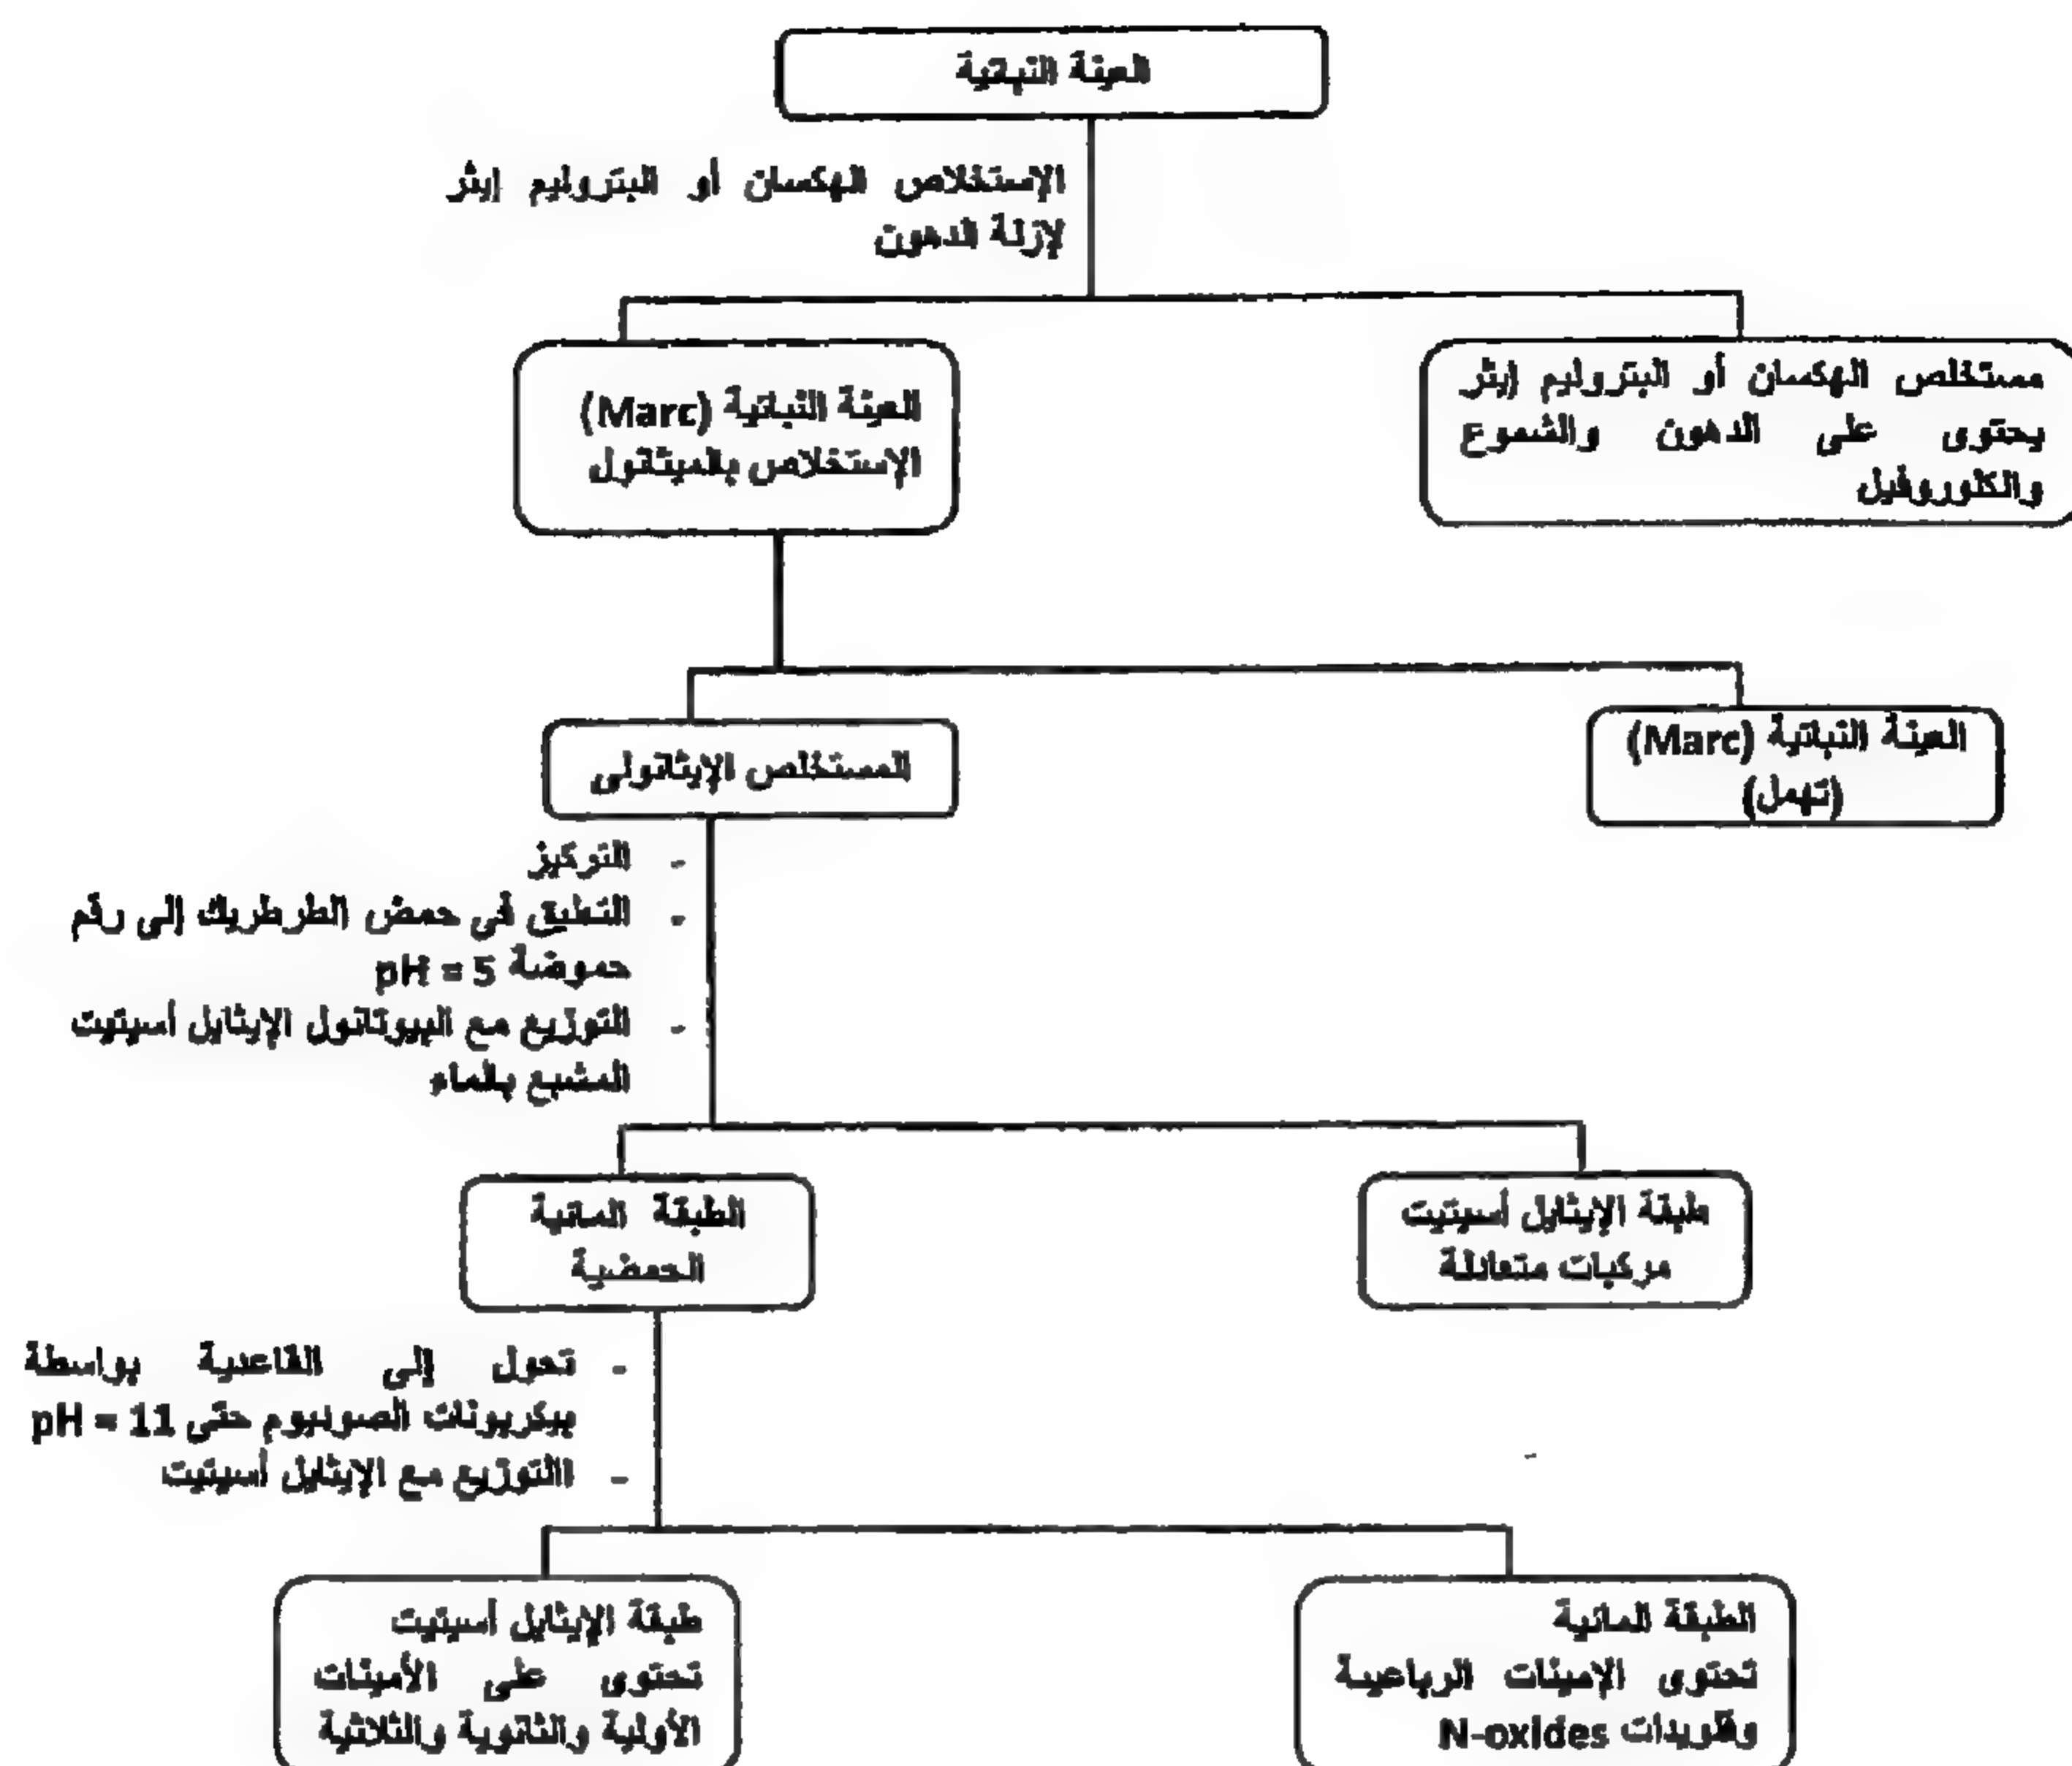 العينة النباتية
الإستخلاص الهكسان أو البتروليم إيثر
لإزلة الدهون
مستخلص الهكسان أو البتروليم إيثر
يحتوى على الدهون والشموع
والكلوروفيل
العينة النباتية (Marc)
الإستخلاص بالميثانول
العينة النباتية (Marc)
(تهمل)
المستخلص الإيثانولى
- التركيز
- التعليق في حمض الطرطريك إلى رقم
حموضة pH = 5
- التوزيع مع البيوتانول الإيثايل أسيتيت
المشبع بالماء
طبقة الإيثايل أسيتيت
مركبات متعادلة
الطبقة المائية
الحمضية
- تحول إلى القاعدية بواسطة
بيكربونات الصوديوم حتى pH = 11
- االتوزيع مع الإيثايل أسيتيت
الطبقة المائية
تحتوى الإمينات الرباعية
وقلويدات N-oxides
طبقة الإيثايل أسيتيت
تحتوى على الأمينات
الأولية والثانوية والثلاثية